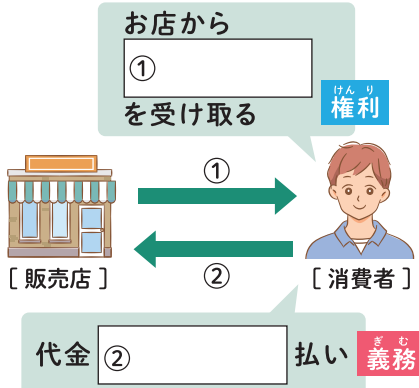 お店から
①
を受け取る
けんり
権利
①
②
[ 販売店 ]
[ 消費者 ]
代金 ② 払い
ぎむ
義務